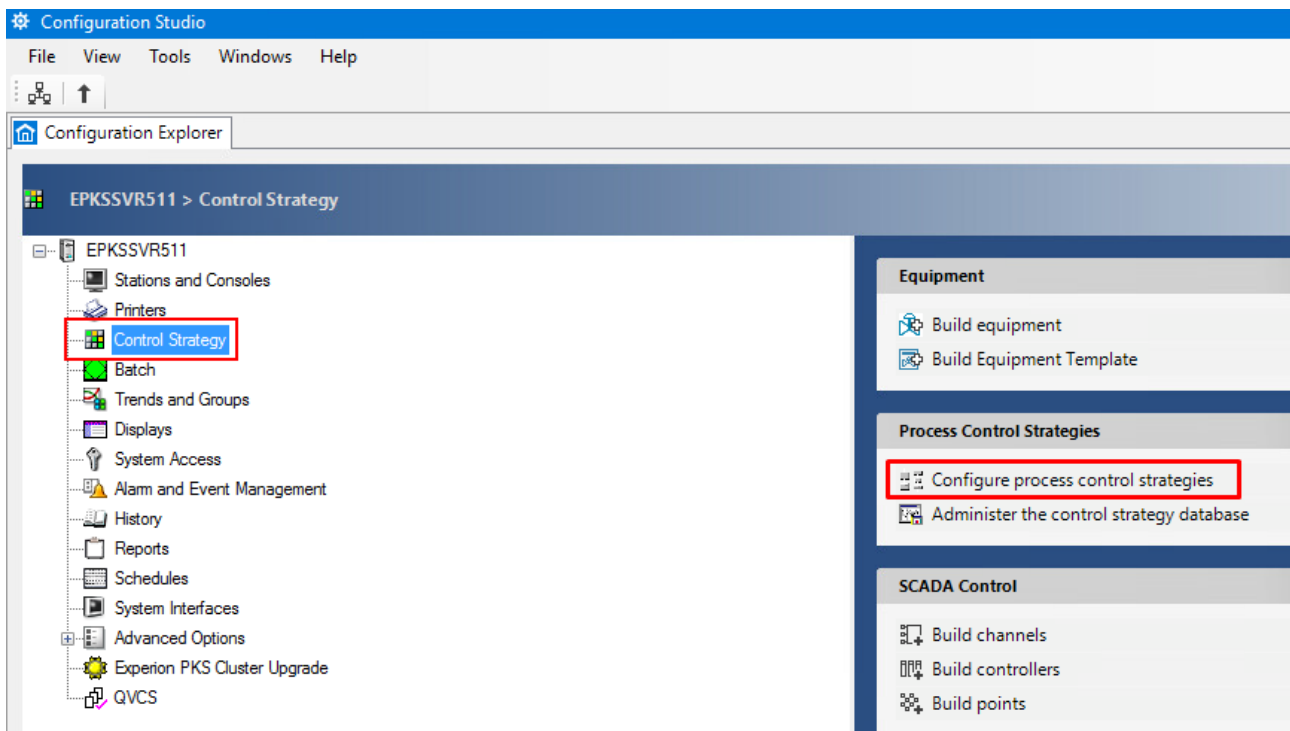 Configuration Studio
File View Tools Windows Help
Configuration Explorer
EPKSSVR511 > Control Strategy
EPKSSVR511
Stations and Consoles
Printers
Control Strategy
Batch
Trends and Groups
Displays
System Access
Alarm and Event Management
History
Reports
Schedules
System Interfaces
Advanced Options
Experion PKS Cluster Upgrade
QVCS
Equipment
Build equipment
Build Equipment Template
Process Control Strategies
Configure process control strategies
Administer the control strategy database
SCADA Control
Build channels
Build controllers
Build points